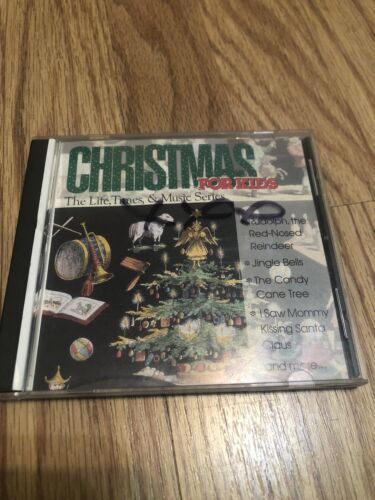 CHRISTMAS
FOR KIDS
The Life, Times, & Music Series
Rudolph, the
Red-Nosed
Reindeer
Jingle Bells
The Candy
Cane Tree
I Saw Mommy
Kissing Santa
Claus
and more...